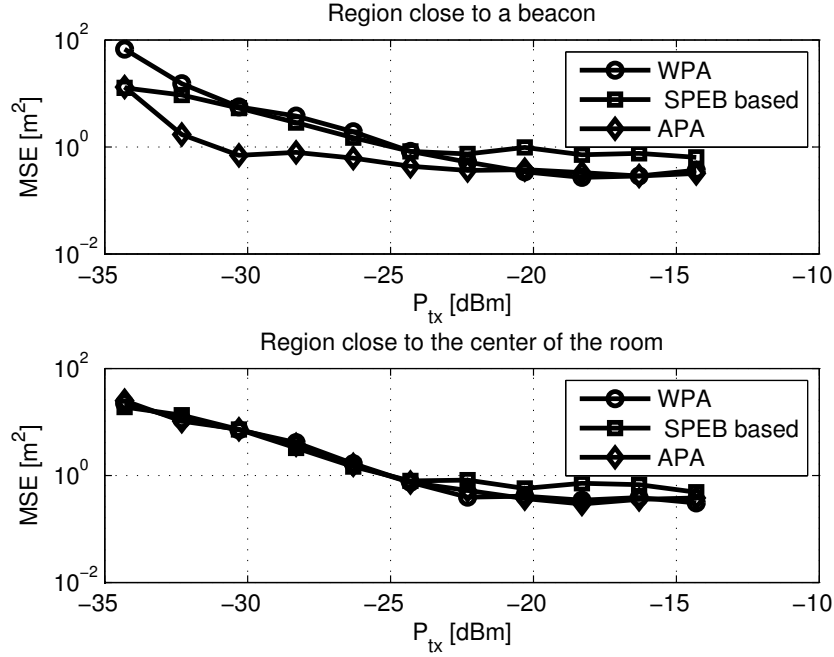 Region close to a beacon
10^2
10^0
10^-2
MSE [m^2]
WPA
SPEB based
APA
−35 −30 −25 −20 −15 −10
P_tx [dBm]
Region close to the center of the room
10^2
10^0
10^-2
MSE [m^2]
WPA
SPEB based
APA
−35 −30 −25 −20 −15 −10
P_tx [dBm]